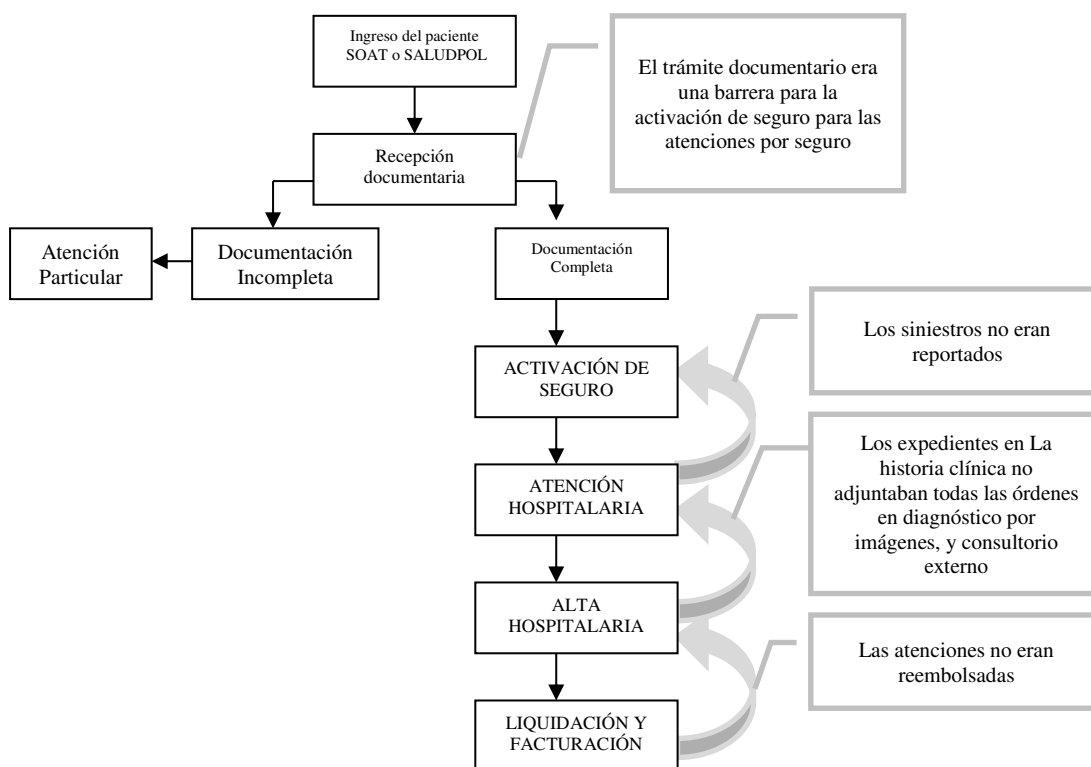 Ingreso del paciente
SOAT o SALUDPOL
El trámite documentario era
una barrera para la
activación de seguro para las
atenciones por seguro
Recepción
documentaria
Atención
Particular
Documentación
Incompleta
Documentación
Completa
Los siniestros no eran
reportados
ACTIVACIÓN DE
SEGURO
Los expedientes en La
historia clínica no
adjuntaban todas las órdenes
en diagnóstico por
imágenes, y consultorio
externo
ATENCIÓN
HOSPITALARIA
ALTA
HOSPITALARIA
Las atenciones no eran
reembolsadas
LIQUIDACIÓN Y
FACTURACIÓN